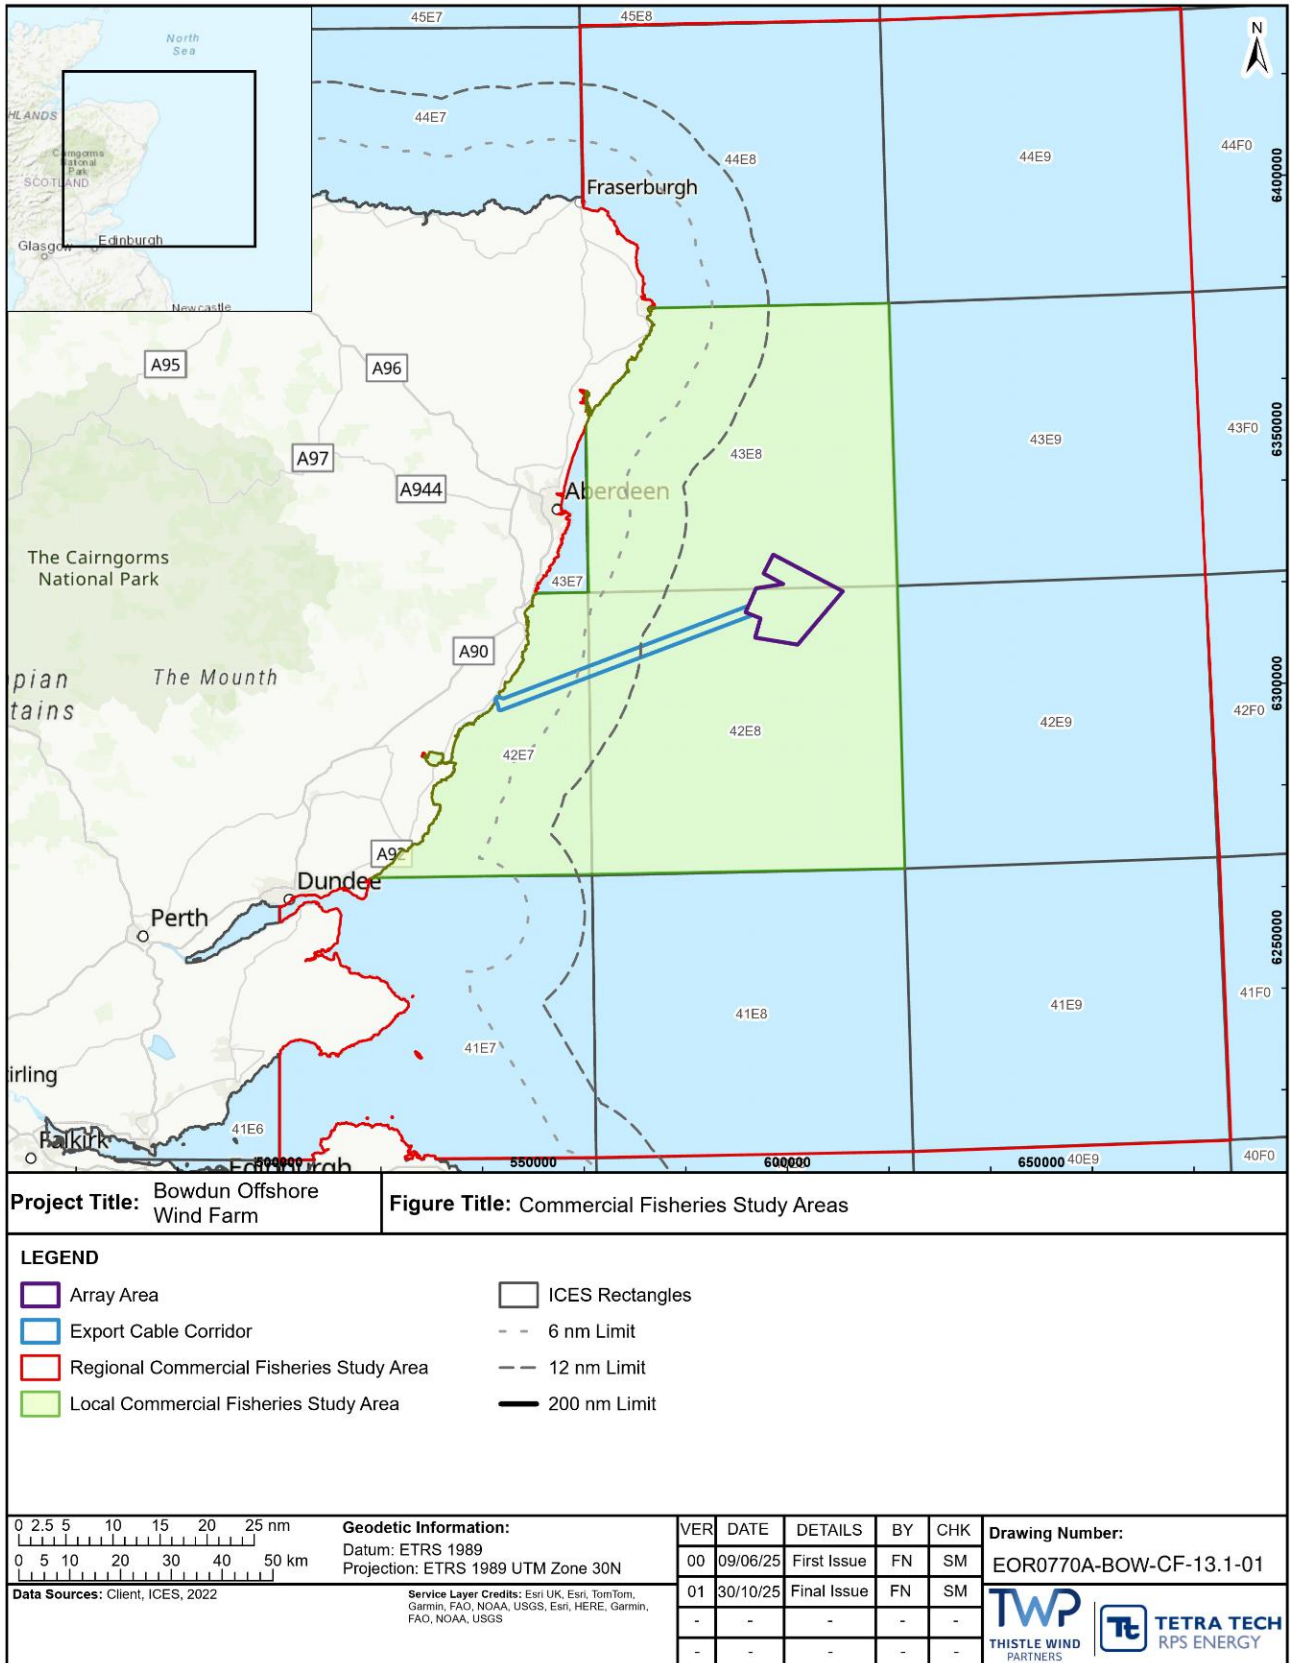 45E7
45E8
North
Sea
HLANDS
Cairngorms
National
Park
SCOTLAND
Glasgow
Edinburgh
Newcastle
N
44E7
44E8
44E9
44F0
6400000
Fraserburgh
A95
A96
A97
A944
43E8
43E9
43F0
6350000
Aberdeen
The Cairngorms
National Park
43E7
A90
The Mounth
pian
tains
42E7
42E8
42E9
42F0
6300000
A92
Dundee
Perth
6250000
41E7
41E8
41E9
41F0
irling
41E6
Falkirk
Edinburgh
500000
550000
600000
650000
40E9
40F0
Project Title: Bowdun Offshore
Wind Farm
Figure Title: Commercial Fisheries Study Areas
LEGEND
Array Area
Export Cable Corridor
Regional Commercial Fisheries Study Area
Local Commercial Fisheries Study Area
ICES Rectangles
6 nm Limit
12 nm Limit
200 nm Limit
0 2.5 5 10 15 20 25 nm
0 5 10 20 30 40 50 km
Geodetic Information:
Datum: ETRS 1989
Projection: ETRS 1989 UTM Zone 30N
Data Sources: Client, ICES, 2022
Service Layer Credits: Esri UK, Esri, TomTom,
Garmin, FAO, NOAA, USGS, Esri, HERE, Garmin,
FAO, NOAA, USGS
VER DATE DETAILS BY CHK
00 09/06/25 First Issue FN SM
01 30/10/25 Final Issue FN SM
- - - - -
- - - - -
Drawing Number:
EOR0770A-BOW-CF-13.1-01
TWP
THISTLE WIND
PARTNERS
Tt
TETRA TECH
RPS ENERGY